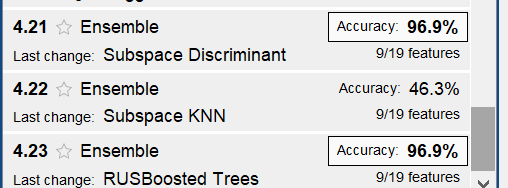 4.21 ☆ Ensemble Accuracy: 96.9%
Last change: Subspace Discriminant 9/19 features
4.22 ☆ Ensemble Accuracy: 46.3%
Last change: Subspace KNN 9/19 features
4.23 ☆ Ensemble Accuracy: 96.9%
Last change: RUSBoosted Trees 9/19 features